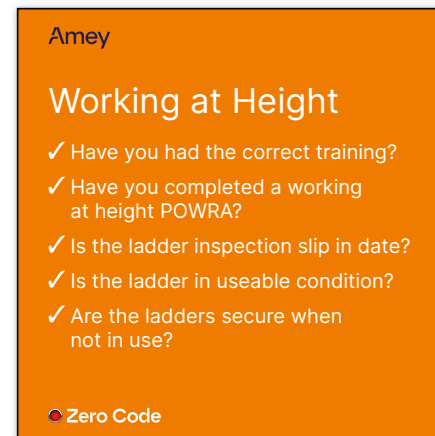 Amey
Working at Height
✓ Have you had the correct training?
✓ Have you completed a working
at height POWRA?
✓ Is the ladder inspection slip in date?
✓ Is the ladder in useable condition?
✓ Are the ladders secure when
not in use?
Zero Code